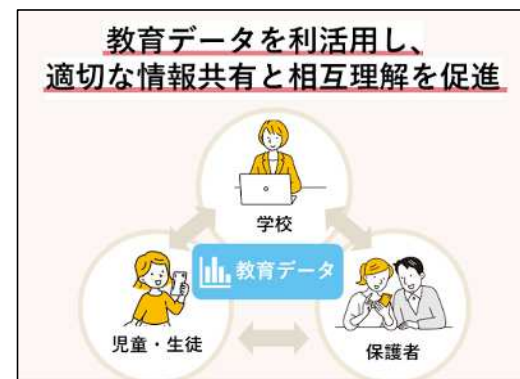 教育データを利活用し、
適切な情報共有と相互理解を促進
学校
教育データ
児童・生徒
保護者